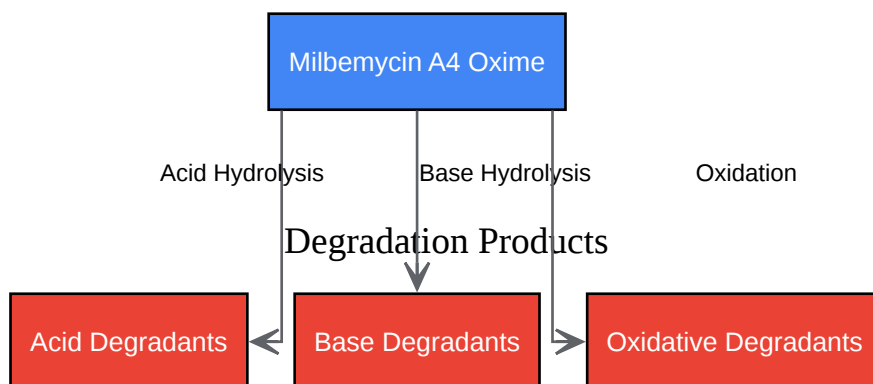 Milbemycin A4 Oxime
Acid Hydrolysis
Base Hydrolysis
Oxidation
Degradation Products
Acid Degradants
Base Degradants
Oxidative Degradants